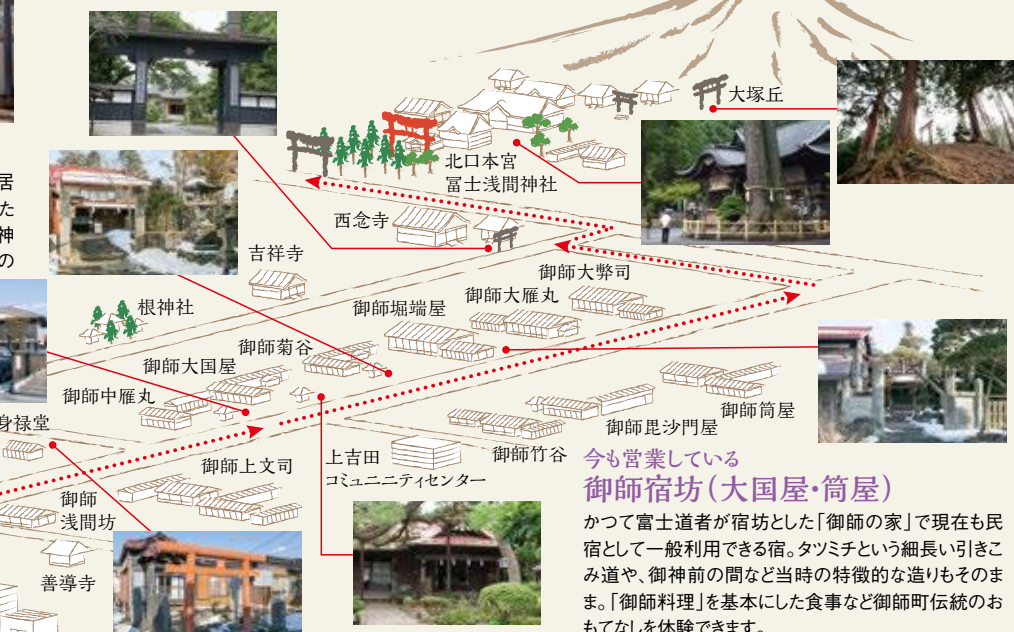 大塚丘
北口本宮
冨士浅間神社
西念寺
吉祥寺
御師大弊司
御師大雁丸
御師堀端屋
根神社
御師菊谷
御師大国屋
御師中雁丸
身禄堂
御師筒屋
御師毘沙門屋
御師竹谷
上吉田
コミュニニティセンター
御師上文司
御師
浅間坊
善導寺
居
た
神
の
今も営業している
御師宿坊（大国屋・筒屋）
かつて富士道者が宿坊とした「御師の家」で現在も民
宿として一般利用できる宿。タツミチという細長い引きこ
み道や、御神前の間など当時の特徴的な造りもそのま
ま。「御師料理」を基本にした食事など御師町伝統のお
もてなしを体験できます。